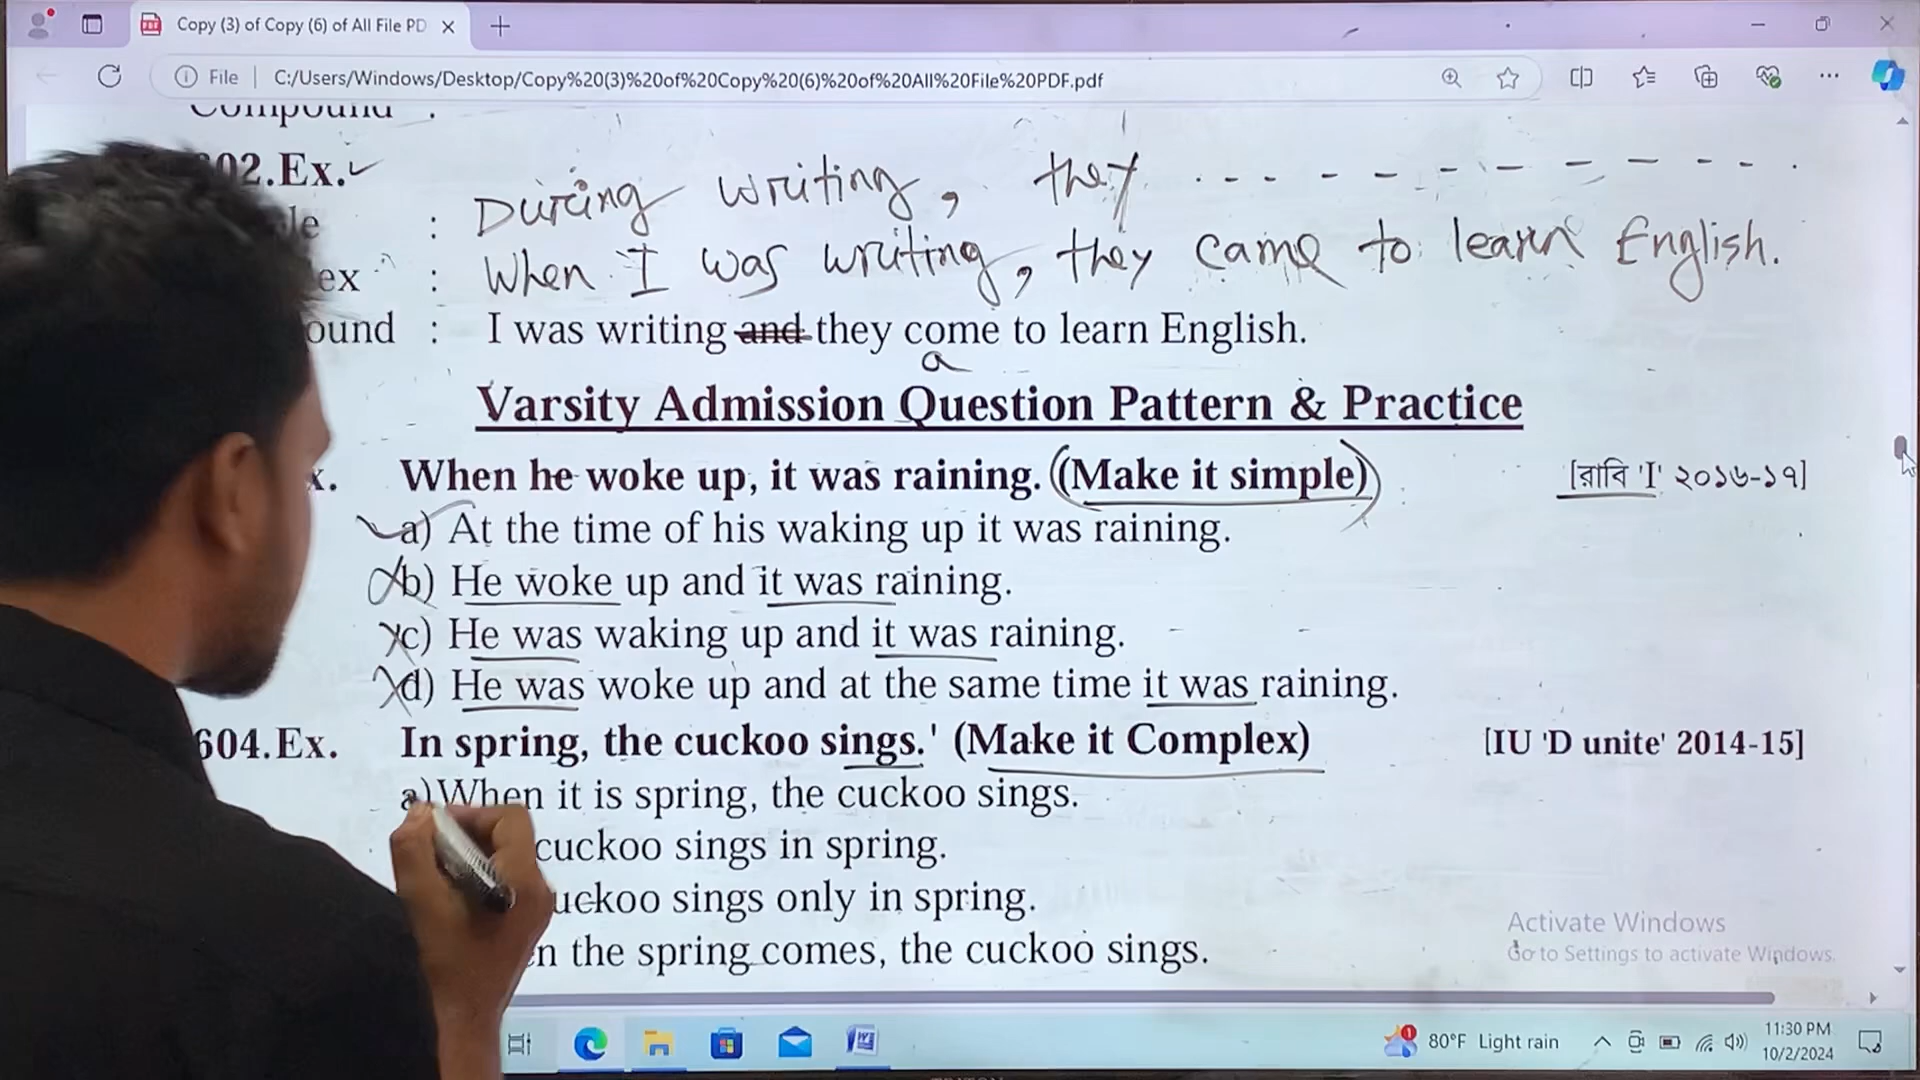 Copy (3) of Copy (6) of All File PD
File C:/Users/Windows/Desktop/Copy%20(3)%20of%20Copy%20(6)%20of%20All%20File%20PDF.pdf
Compound :
02.Ex.
le : During writing, they - - - - - - - - - - - .
ex : When I was writing, they came to learn English.
ound : I was writing and they come to learn English.
a
Varsity Admission Question Pattern & Practice
x. When he woke up, it was raining. (Make it simple) [রাবি 'I' ২০১৬-১৭]
a) At the time of his waking up it was raining.
b) He woke up and it was raining.
c) He was waking up and it was raining.
d) He was woke up and at the same time it was raining.
604.Ex. In spring, the cuckoo sings.' (Make it Complex) [IU 'D unite' 2014-15]
a) When it is spring, the cuckoo sings.
cuckoo sings in spring.
uckoo sings only in spring.
en the spring comes, the cuckoo sings.
Activate Windows
Go to Settings to activate Windows.
80°F Light rain
11:30 PM
10/2/2024